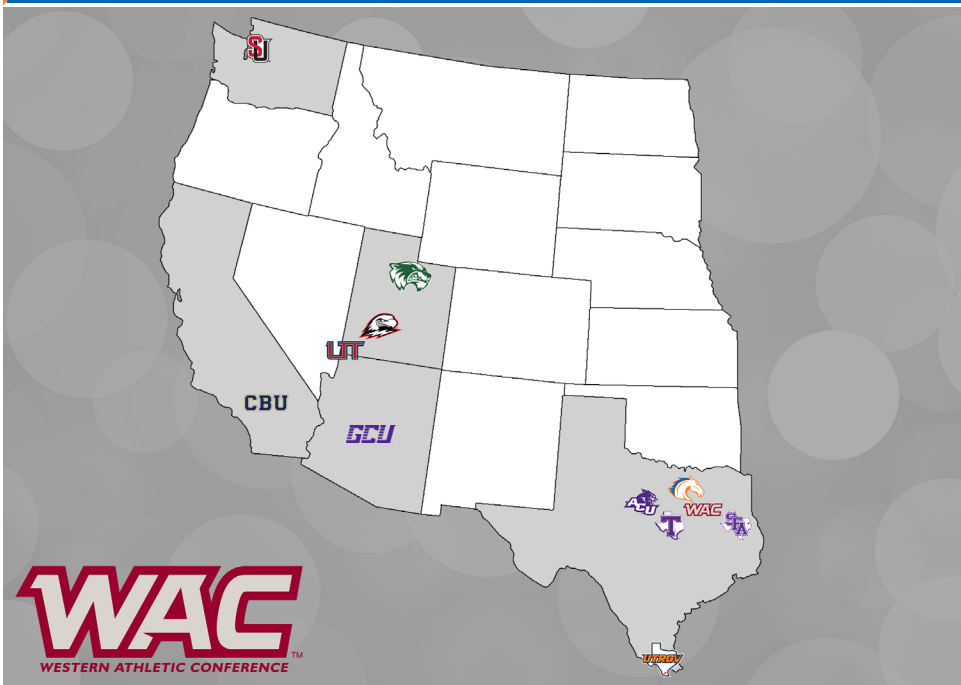 SU
UT
CBU
GCU
ACU
WAC
T
SFA
UTRGV
WAC
TM
WESTERN ATHLETIC CONFERENCE